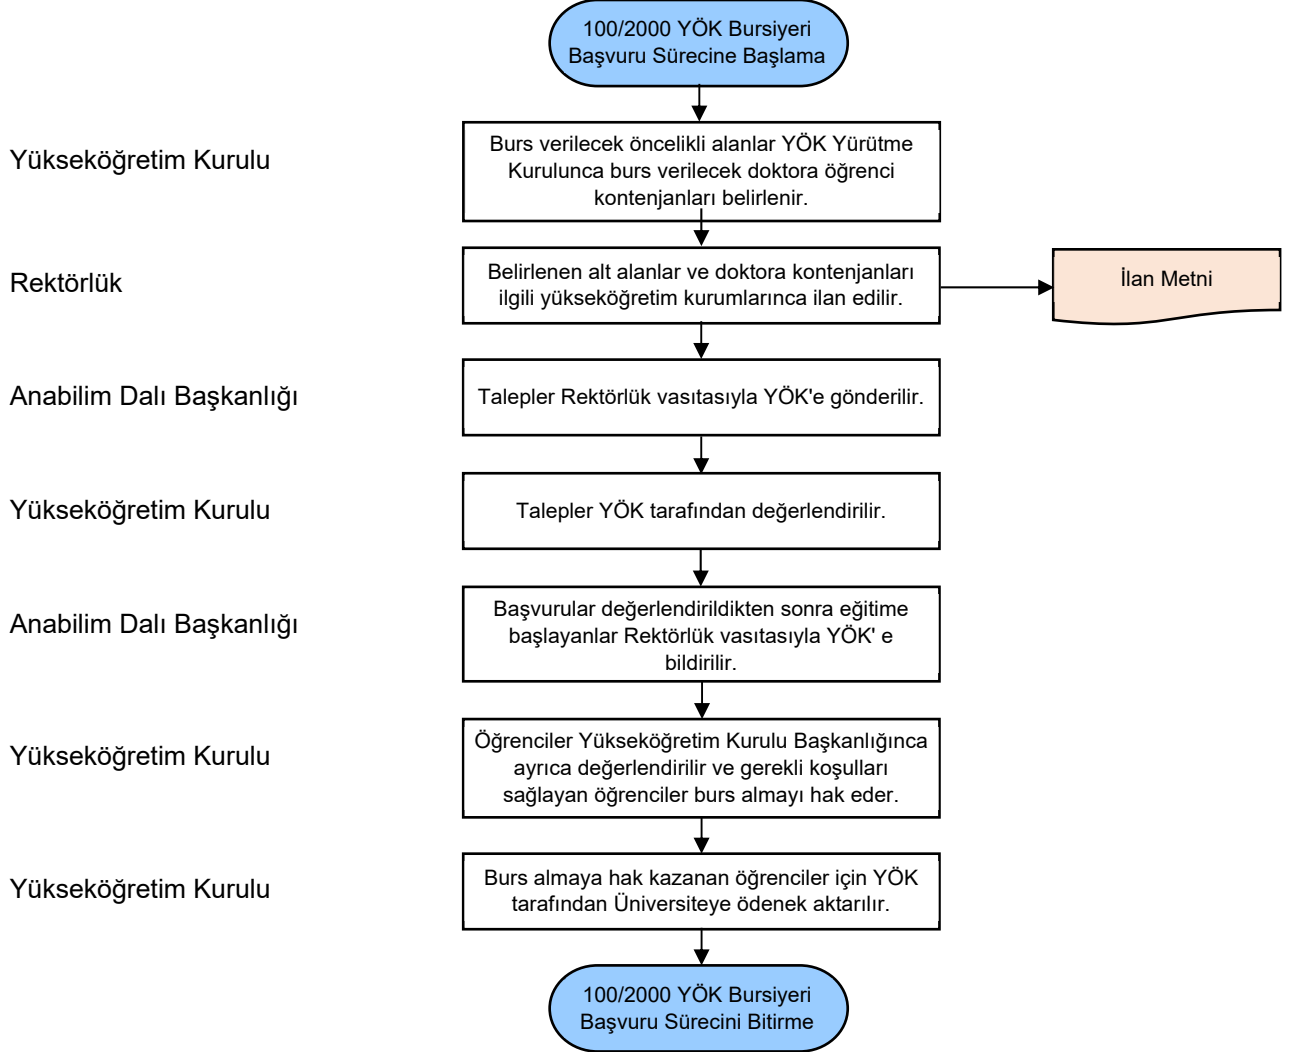 100/2000 YÖK Bursiyeri
Başvuru Sürecine Başlama
Yükseköğretim Kurulu
Burs verilecek öncelikli alanlar YÖK Yürütme
Kurulunca burs verilecek doktora öğrenci
kontenjanları belirlenir.
Rektörlük
Belirlenen alt alanlar ve doktora kontenjanları
ilgili yükseköğretim kurumlarınca ilan edilir.
İlan Metni
Anabilim Dalı Başkanlığı
Talepler Rektörlük vasıtasıyla YÖK'e gönderilir.
Yükseköğretim Kurulu
Talepler YÖK tarafından değerlendirilir.
Anabilim Dalı Başkanlığı
Başvurular değerlendirildikten sonra eğitime
başlayanlar Rektörlük vasıtasıyla YÖK' e
bildirilir.
Yükseköğretim Kurulu
Öğrenciler Yükseköğretim Kurulu Başkanlığınca
ayrıca değerlendirilir ve gerekli koşulları
sağlayan öğrenciler burs almayı hak eder.
Yükseköğretim Kurulu
Burs almaya hak kazanan öğrenciler için YÖK
tarafından Üniversiteye ödenek aktarılır.
100/2000 YÖK Bursiyeri
Başvuru Sürecini Bitirme